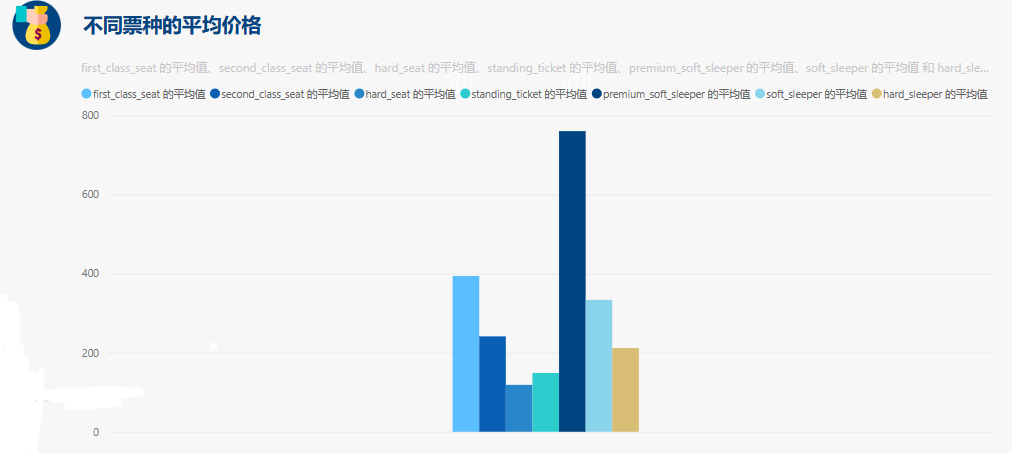 不同票种的平均价格
first_class_seat 的平均值、second_class_seat 的平均值、hard_seat 的平均值、standing_ticket 的平均值、premium_soft_sleeper 的平均值、soft_sleeper 的平均值 和 hard_sle...
first_class_seat 的平均值 second_class_seat 的平均值 hard_seat 的平均值 standing_ticket 的平均值 premium_soft_sleeper 的平均值 soft_sleeper 的平均值 hard_sleeper 的平均值
800
600
400
200
0
$